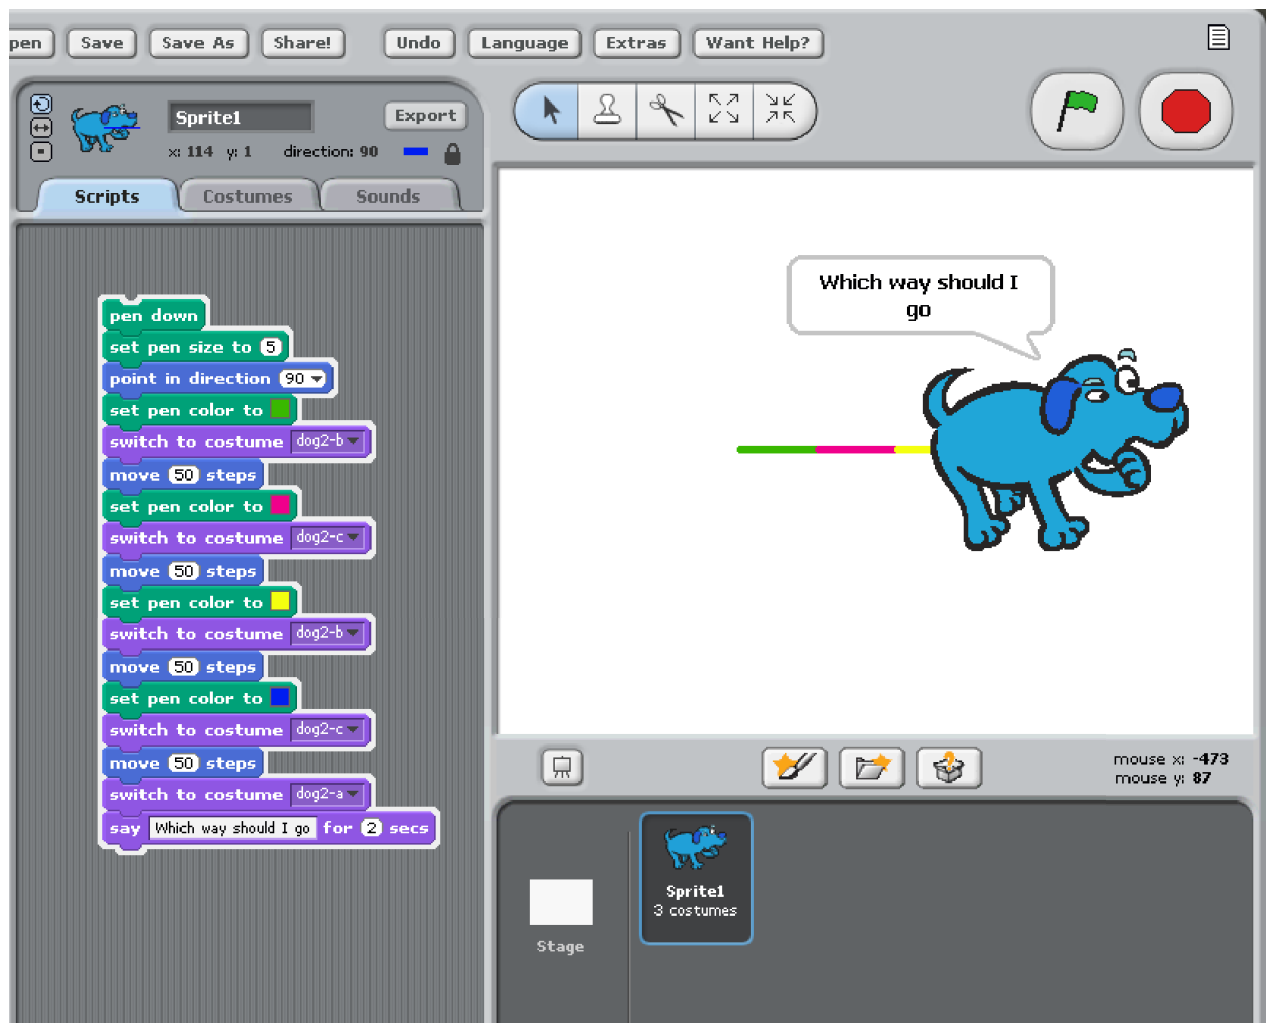 pen Save Save As Share! Undo Language Extras Want Help?
Sprite1 Export
x: 114 y: 1 direction: 90
Scripts Costumes Sounds
pen down
set pen size to 5
point in direction 90
set pen color to
switch to costume dog2-b
move 50 steps
set pen color to
switch to costume dog2-c
move 50 steps
set pen color to
switch to costume dog2-b
move 50 steps
set pen color to
switch to costume dog2-c
move 50 steps
switch to costume dog2-a
say Which way should I go for 2 secs
Which way should I
go
mouse x: -473
mouse y: 87
Sprite1
3 costumes
Stage